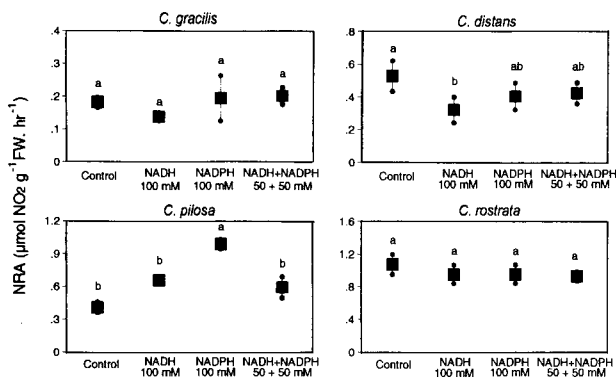 C. gracilis
C. distans
.4
.3
.2
.1
0
a
a
a
a
Control
NADH
100 mM
NADPH
100 mM
NADH+NADPH
50 + 50 mM
.8
.6
.4
.2
0
a
b
ab
ab
Control
NADH
100 mM
NADPH
100 mM
NADH+NADPH
50 + 50 mM
NRA (µmol NO2 g-1FW. hr-1)
C. pilosa
C. rostrata
1.2
.9
.6
.3
0
b
b
a
b
Control
NADH
100 mM
NADPH
100 mM
NADH+NADPH
50 + 50 mM
1.6
1.2
.8
.4
0
a
a
a
a
Control
NADH
100 mM
NADPH
100 mM
NADH+NADPH
50 + 50 mM